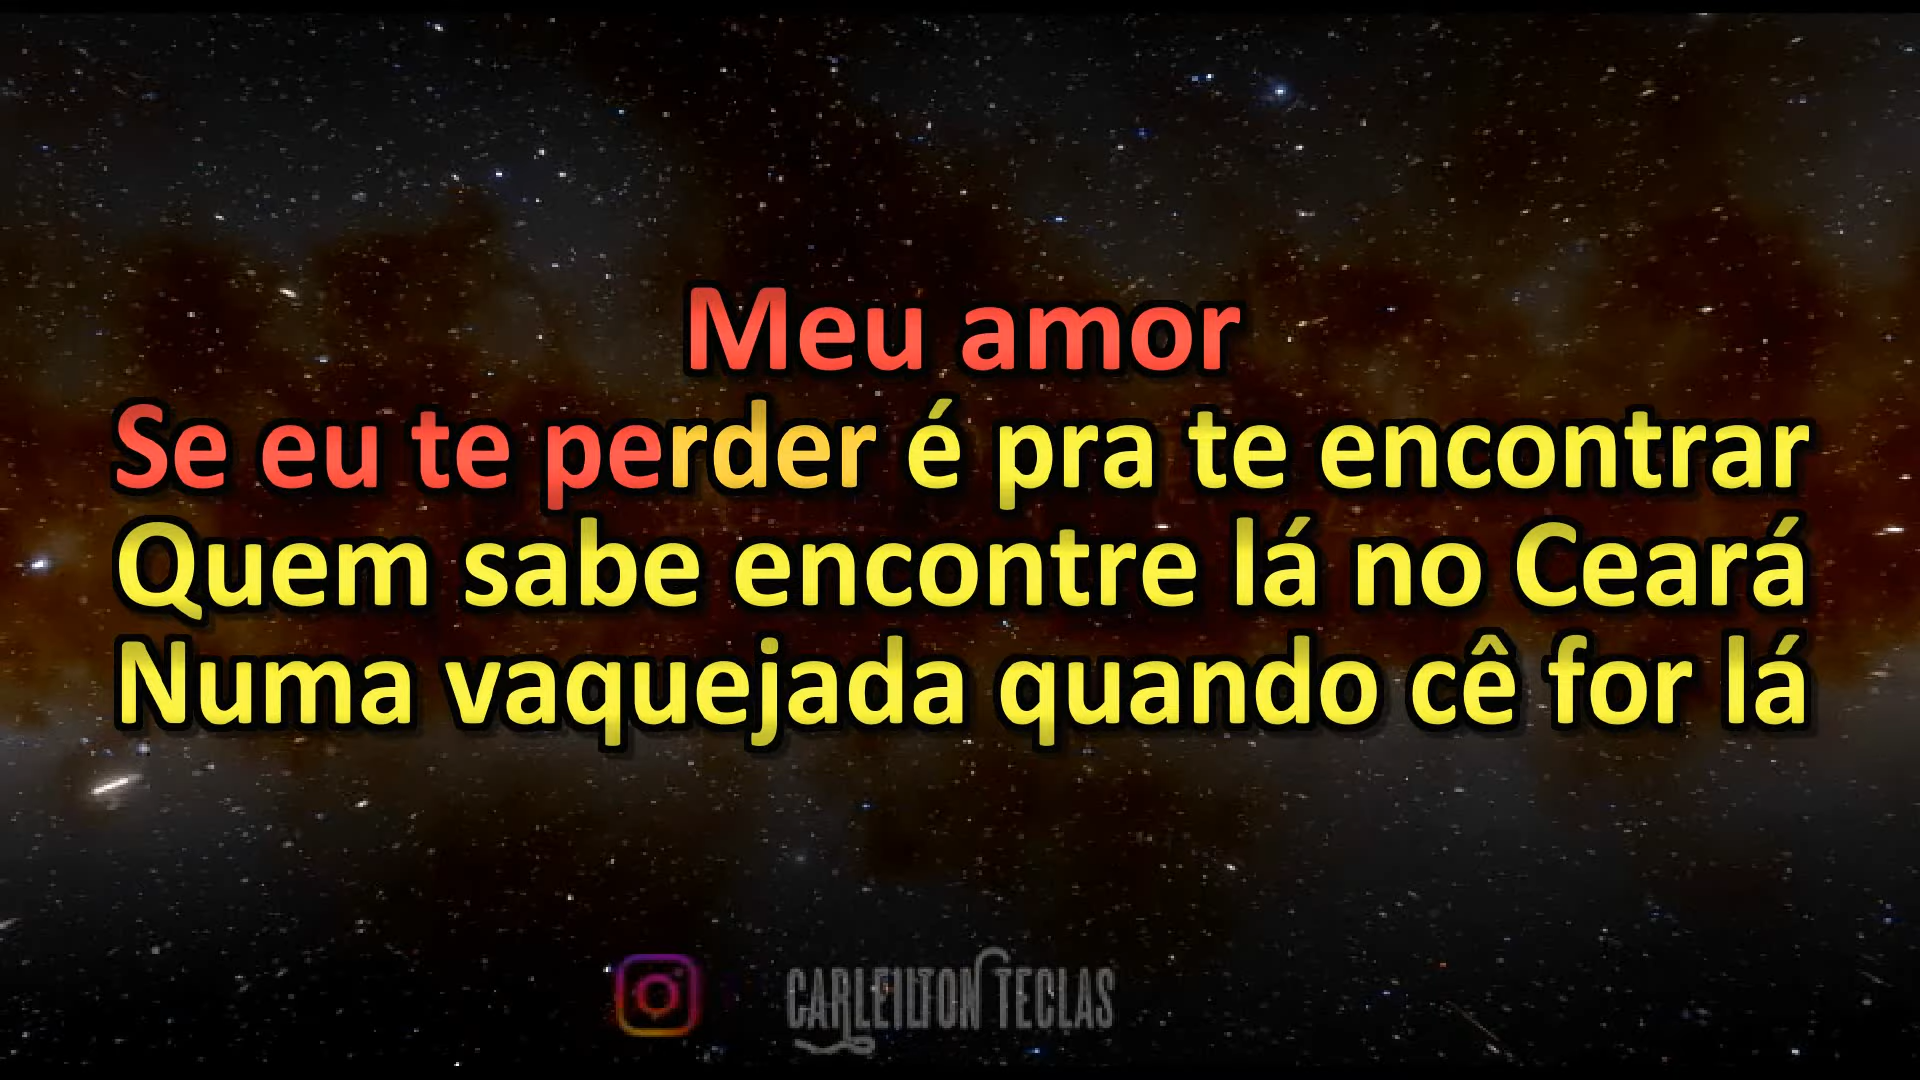 Meu amor
Se eu te perder é pra te encontrar
Quem sabe encontre lá no Ceará
Numa vaquejada quando cê for lá
CARLEILTON TECLAS